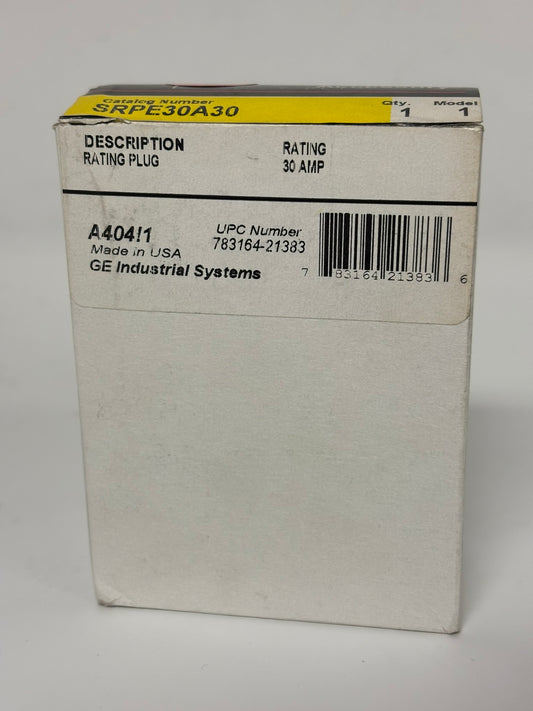 Catalog Number Qty. Model
SRPE30A30 1 1
DESCRIPTION RATING
RATING PLUG 30 AMP
A404!1 UPC Number
Made in USA 783164-21383
GE Industrial Systems
7 83164 21383 6